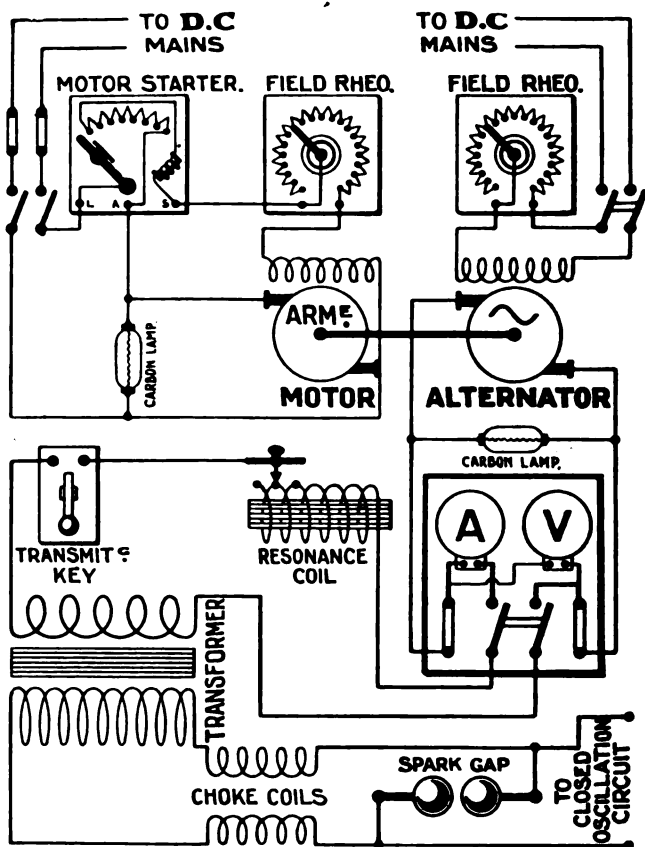 TO D.C
MAINS
TO D.C
MAINS
MOTOR STARTER.
FIELD RHEO.
FIELD RHEO.
L
A
S
ARMᴱ.
CARBON LAMP.
MOTOR
ALTERNATOR
CARBON LAMP.
A
V
TRANSMITᴳ
KEY
RESONANCE
COIL
TRANSFORMER
CHOKE COILS
SPARK GAP
TO
CLOSED
OSCILLATION
CIRCUIT